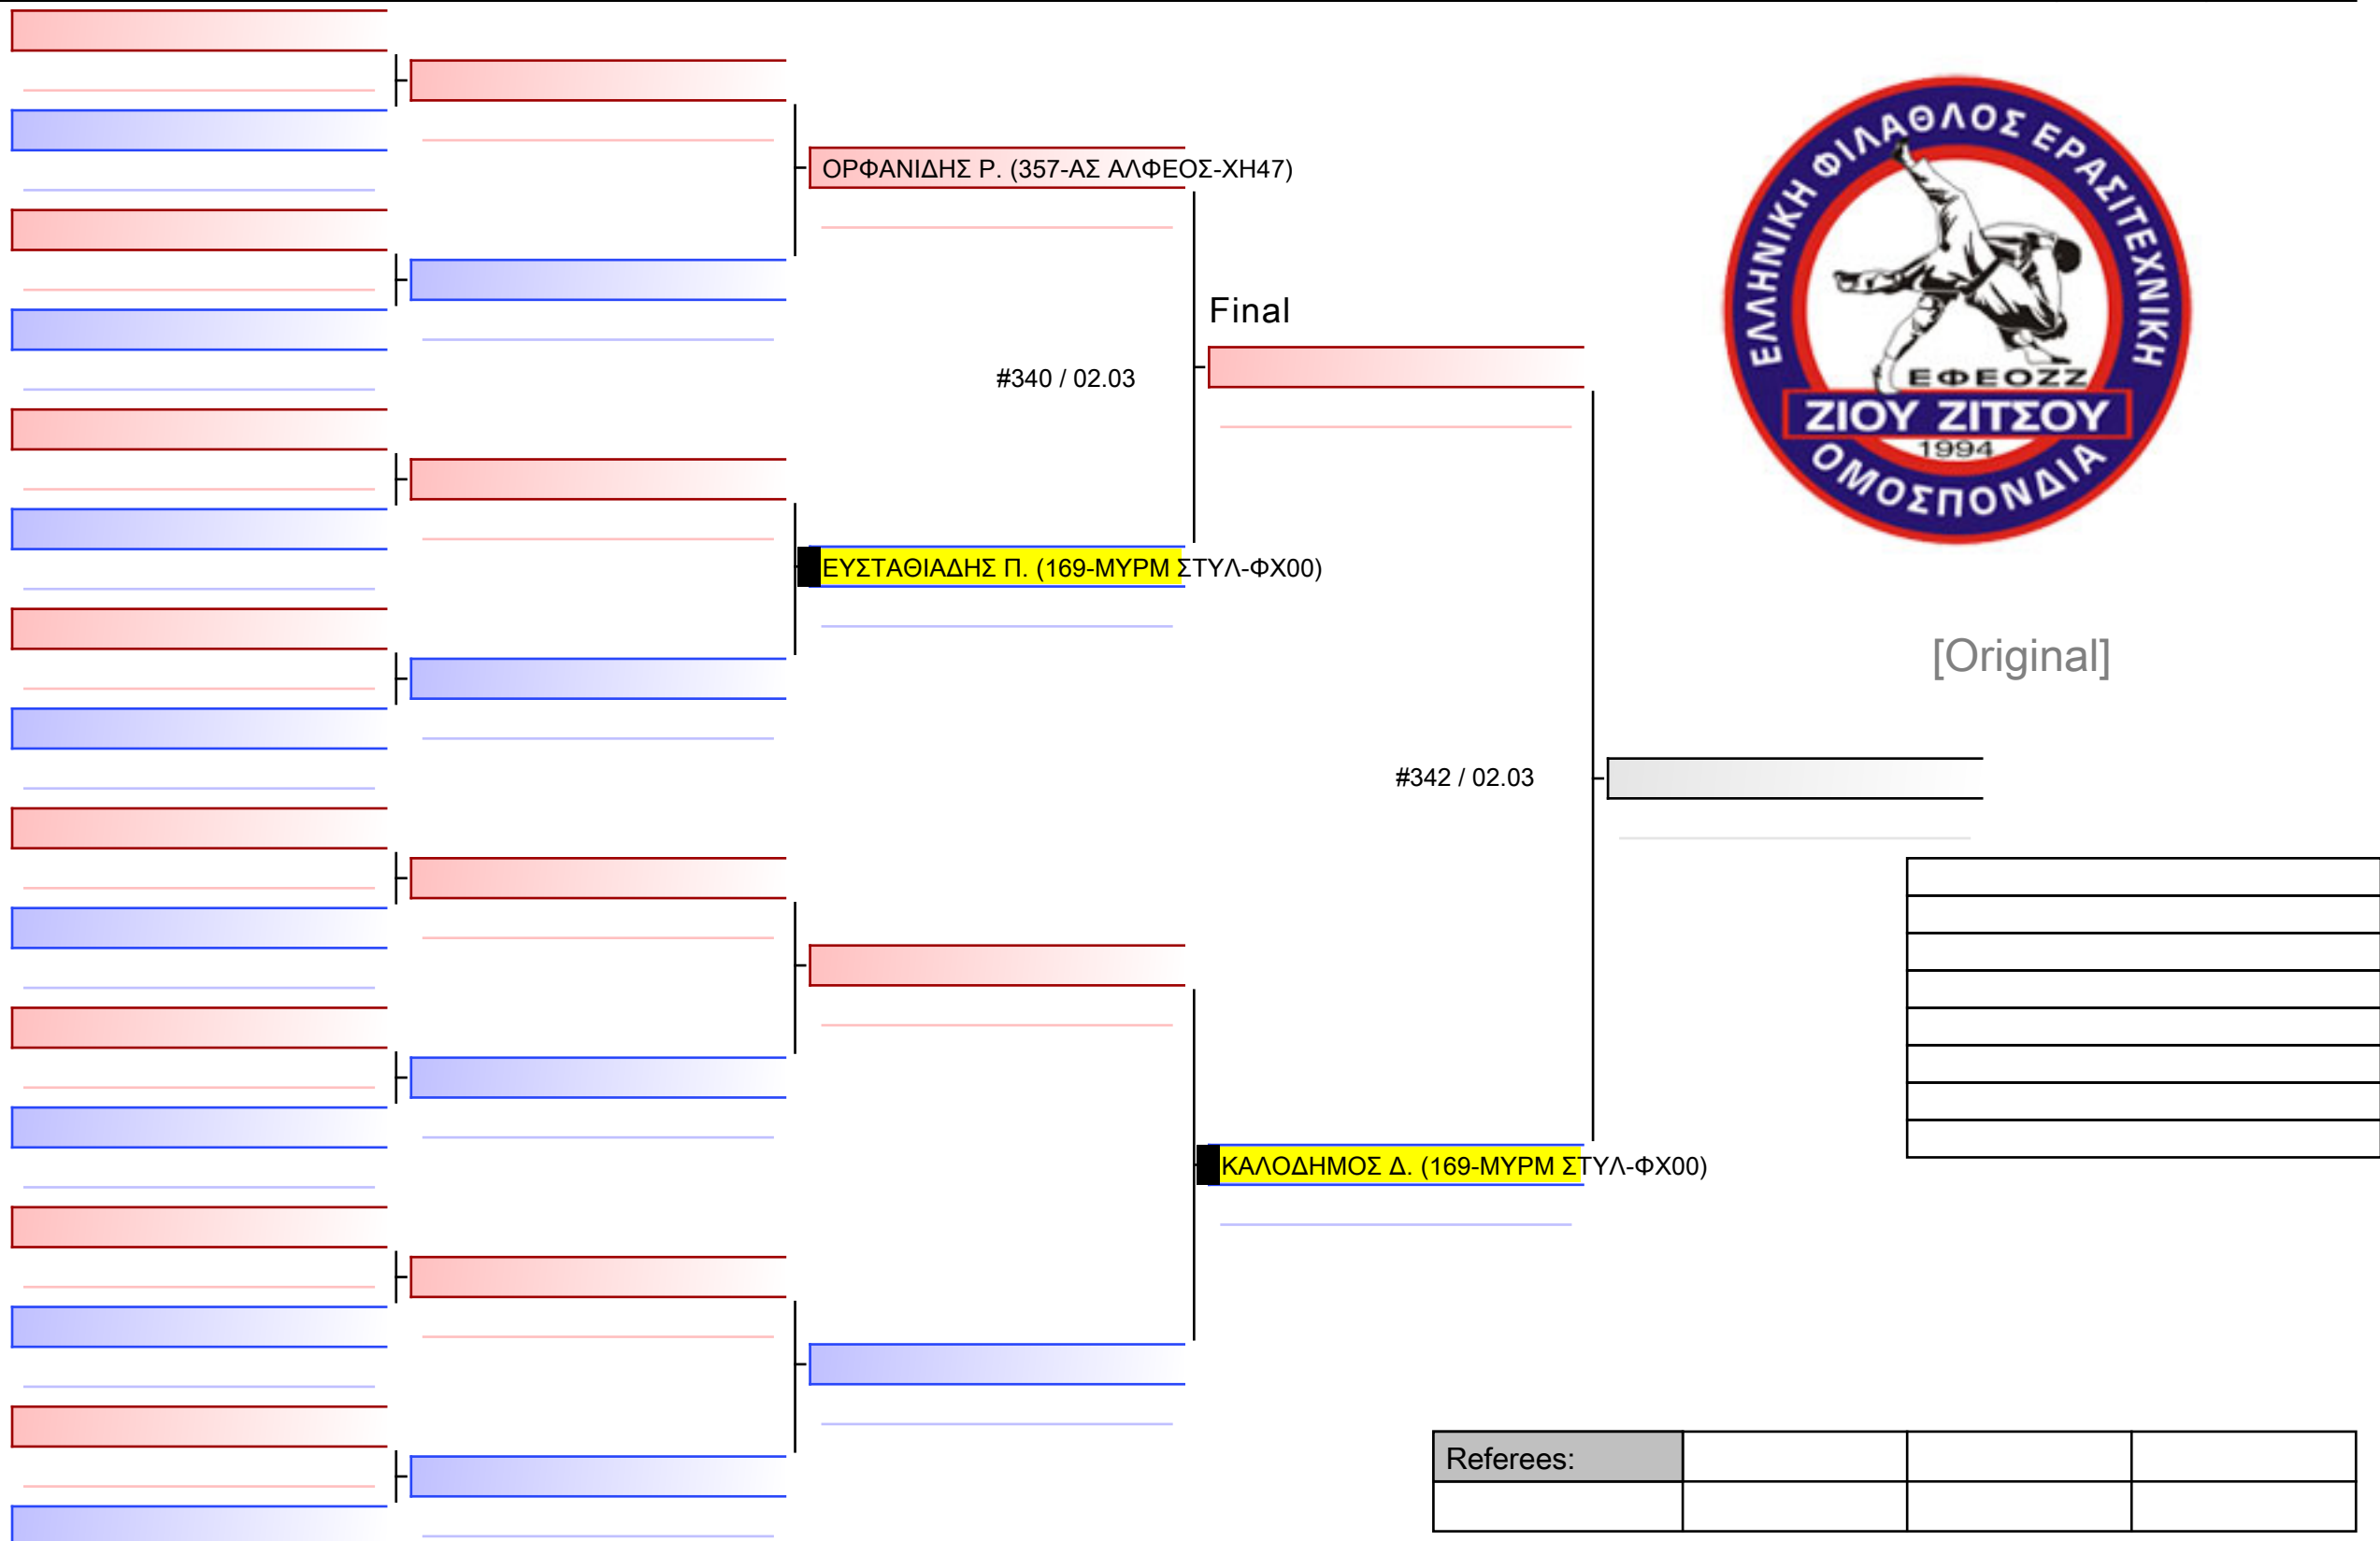 ΕΛΛΗΝΙΚΗ ΦΙΛΑΘΛΟΣ ΕΡΑΣΙΤΕΧΝΙΚΗ
ΟΡΦΑΝΙΔΗΣ Ρ. (357-ΑΣ ΑΛΦΕΟΣ-ΧΗ47)
Final
#340 / 02.03
ΕΦΕΟΖΖ
ΖΙΟΥ ΖΙΤΣΟΥ
1994
ΟΜΟΣΠΟΝΔΙΑ
ΕΥΣΤΑΘΙΑΔΗΣ Π. (169-ΜΥΡΜ ΣΤΥΛ-ΦΧ00)
[Original]
#342 / 02.03
ΚΑΛΟΔΗΜΟΣ Δ. (169-ΜΥΡΜ ΣΤΥΛ-ΦΧ00)
Referees: